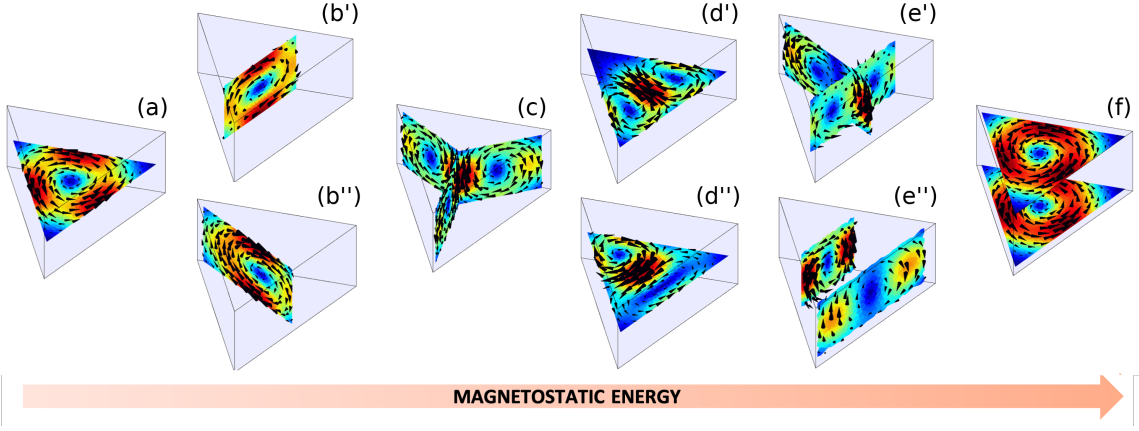 (a)
(b')
(b'')
(c)
(d')
(d'')
(e')
(e'')
(f)
MAGNETOSTATIC ENERGY